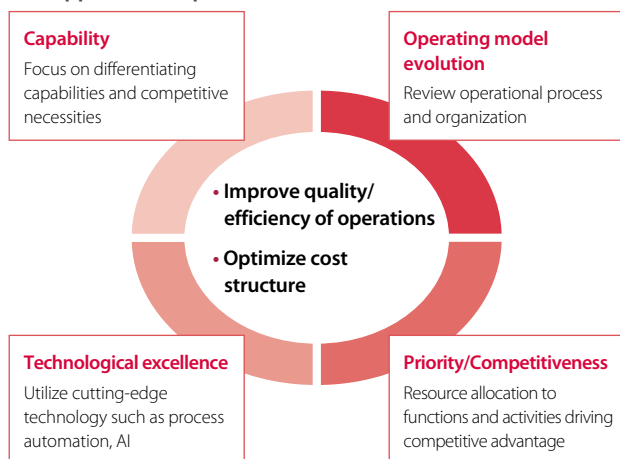 Capability
Focus on differentiating
capabilities and competitive
necessities
Operating model
evolution
Review operational process
and organization
• Improve quality/
efficiency of operations
• Optimize cost
structure
Technological excellence
Utilize cutting-edge
technology such as process
automation, AI
Priority/Competitiveness
Resource allocation to
functions and activities driving
competitive advantage